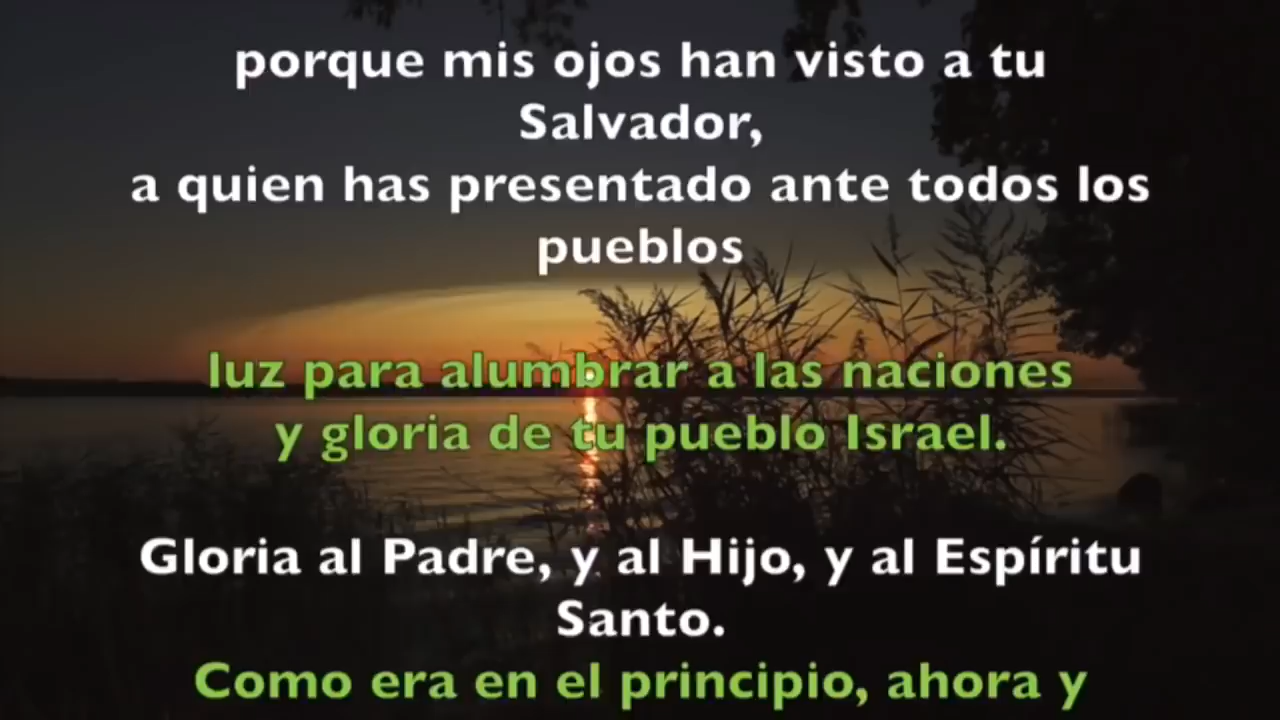 porque mis ojos han visto a tu
Salvador,
a quien has presentado ante todos los
pueblos
luz para alumbrar a las naciones
y gloria de tu pueblo Israel.
Gloria al Padre, y al Hijo, y al Espíritu
Santo.
Como era en el principio, ahora y